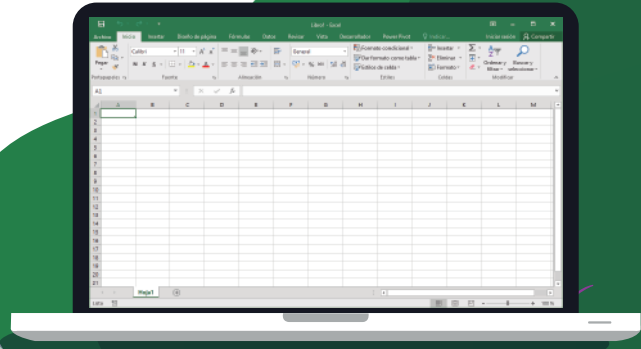 Libro1 - Excel
Archivo Inicio Insertar Diseño de página Fórmulas Datos Revisar Vista Desarrollador Power Pivot Indicar... Iniciar sesión Compartir
Calibri 11 General Formato condicional Insertar
Pegar N K S % 000 Dar formato como tabla Eliminar Ordenar y Buscar y
Estilos de celda Formato filtrar seleccionar
Portapapeles Fuente Alineación Número Estilos Celdas Modificar
A1 fx
A B C D E F G H I J K L M
1
2
3
4
5
6
7
8
9
10
11
12
13
14
15
16
17
18
19
20
21
Hoja1
Listo 100 %